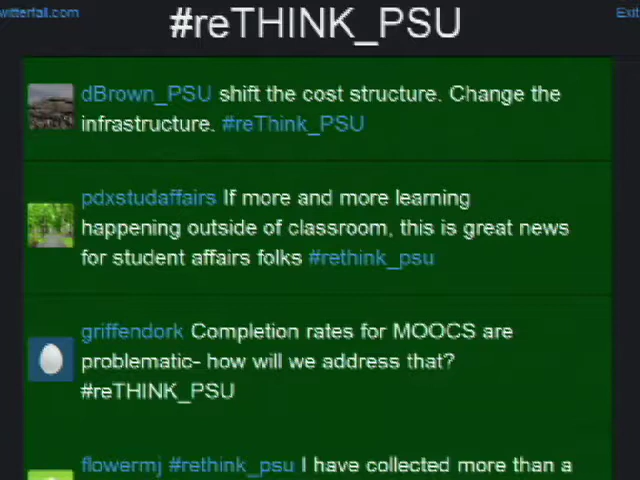 witterfall.com
Exit
#reTHINK_PSU
dBrown_PSU shift the cost structure. Change the
infrastructure. #reThink_PSU
pdxstudaffairs If more and more learning
happening outside of classroom, this is great news
for student affairs folks #rethink_psu
griffendork Completion rates for MOOCS are
problematic- how will we address that?
#reTHINK_PSU
flowermj #rethink_psu I have collected more than a